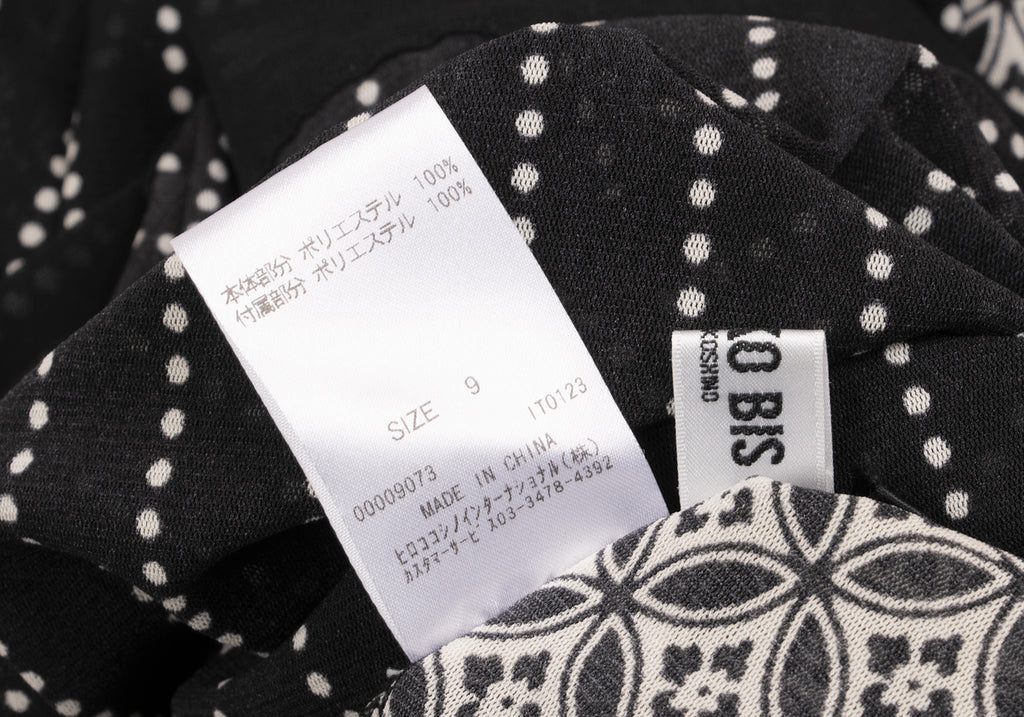 本体部分 ポリエステル 100%
付属部分 ポリエステル 100%
SIZE 9
IT0123
00009073
MADE IN CHINA
ヒロココシノインターナショナル(株)
カスタマーサービス03-3478-4392
KO BIS
KOSHINO